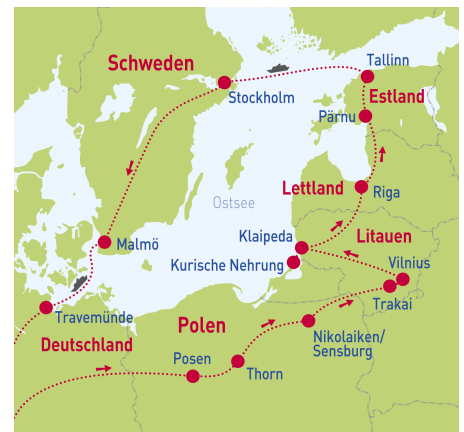 Schweden
Tallinn
Stockholm
Estland
Pärnu
Lettland
Riga
Ostsee
Malmö
Klaipeda
Litauen
Kurische Nehrung
Vilnius
Trakai
Travemünde
Polen
Deutschland
Nikolaiken/
Sensburg
Posen
Thorn